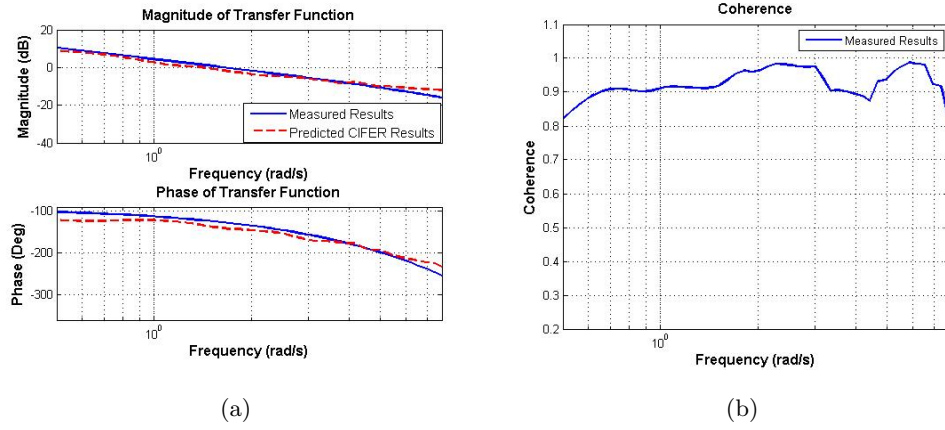 Magnitude of Transfer Function
Magnitude (dB)
20
0
-20
-40
Measured Results
Predicted CIFER Results
10^0
Frequency (rad/s)
Phase of Transfer Function
Phase (Deg)
-100
-200
-300
10^0
Frequency (rad/s)
(a)
Coherence
Measured Results
Coherence
1.1
1
0.9
0.8
0.7
0.6
0.5
0.4
0.3
0.2
10^0
Frequency (rad/s)
(b)